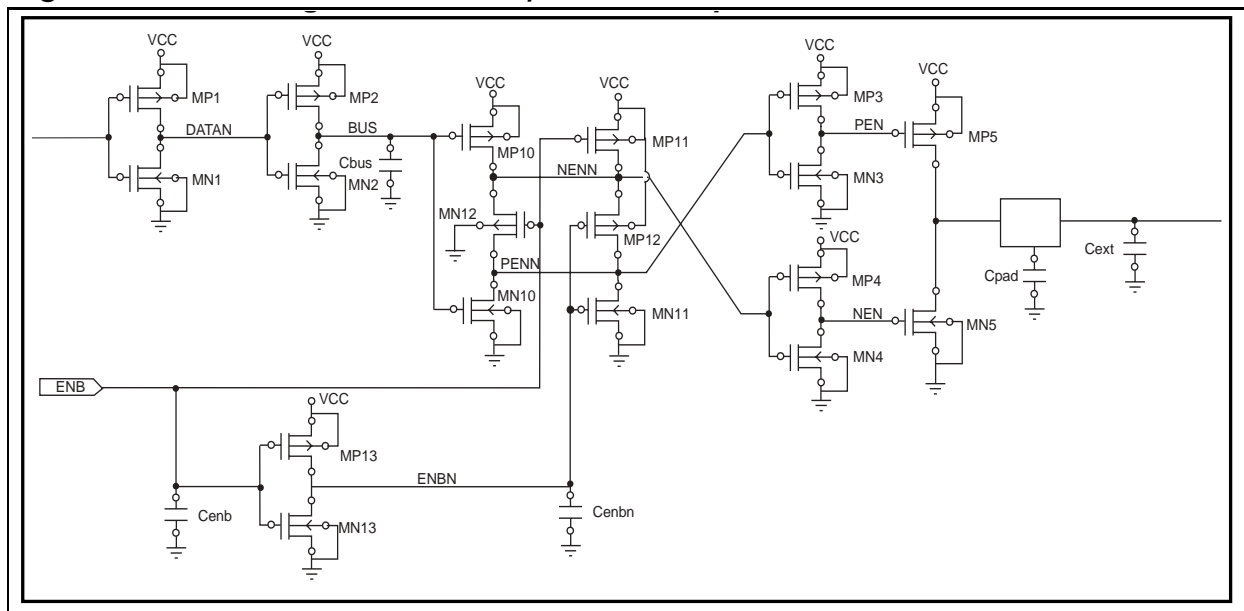 VCC
VCC
VCC
VCC
VCC
VCC
MP1
MP2
MP3
DATAN
BUS
PEN
MP10
MP11
MP5
MN1
Cbus
MN2
NENN
MN3
MN12
MP12
VCC
PENN
MP4
Cpad
Cext
MN10
MN11
NEN
MN5
MN4
ENB
VCC
MP13
ENBN
Cenb
MN13
Cenbn